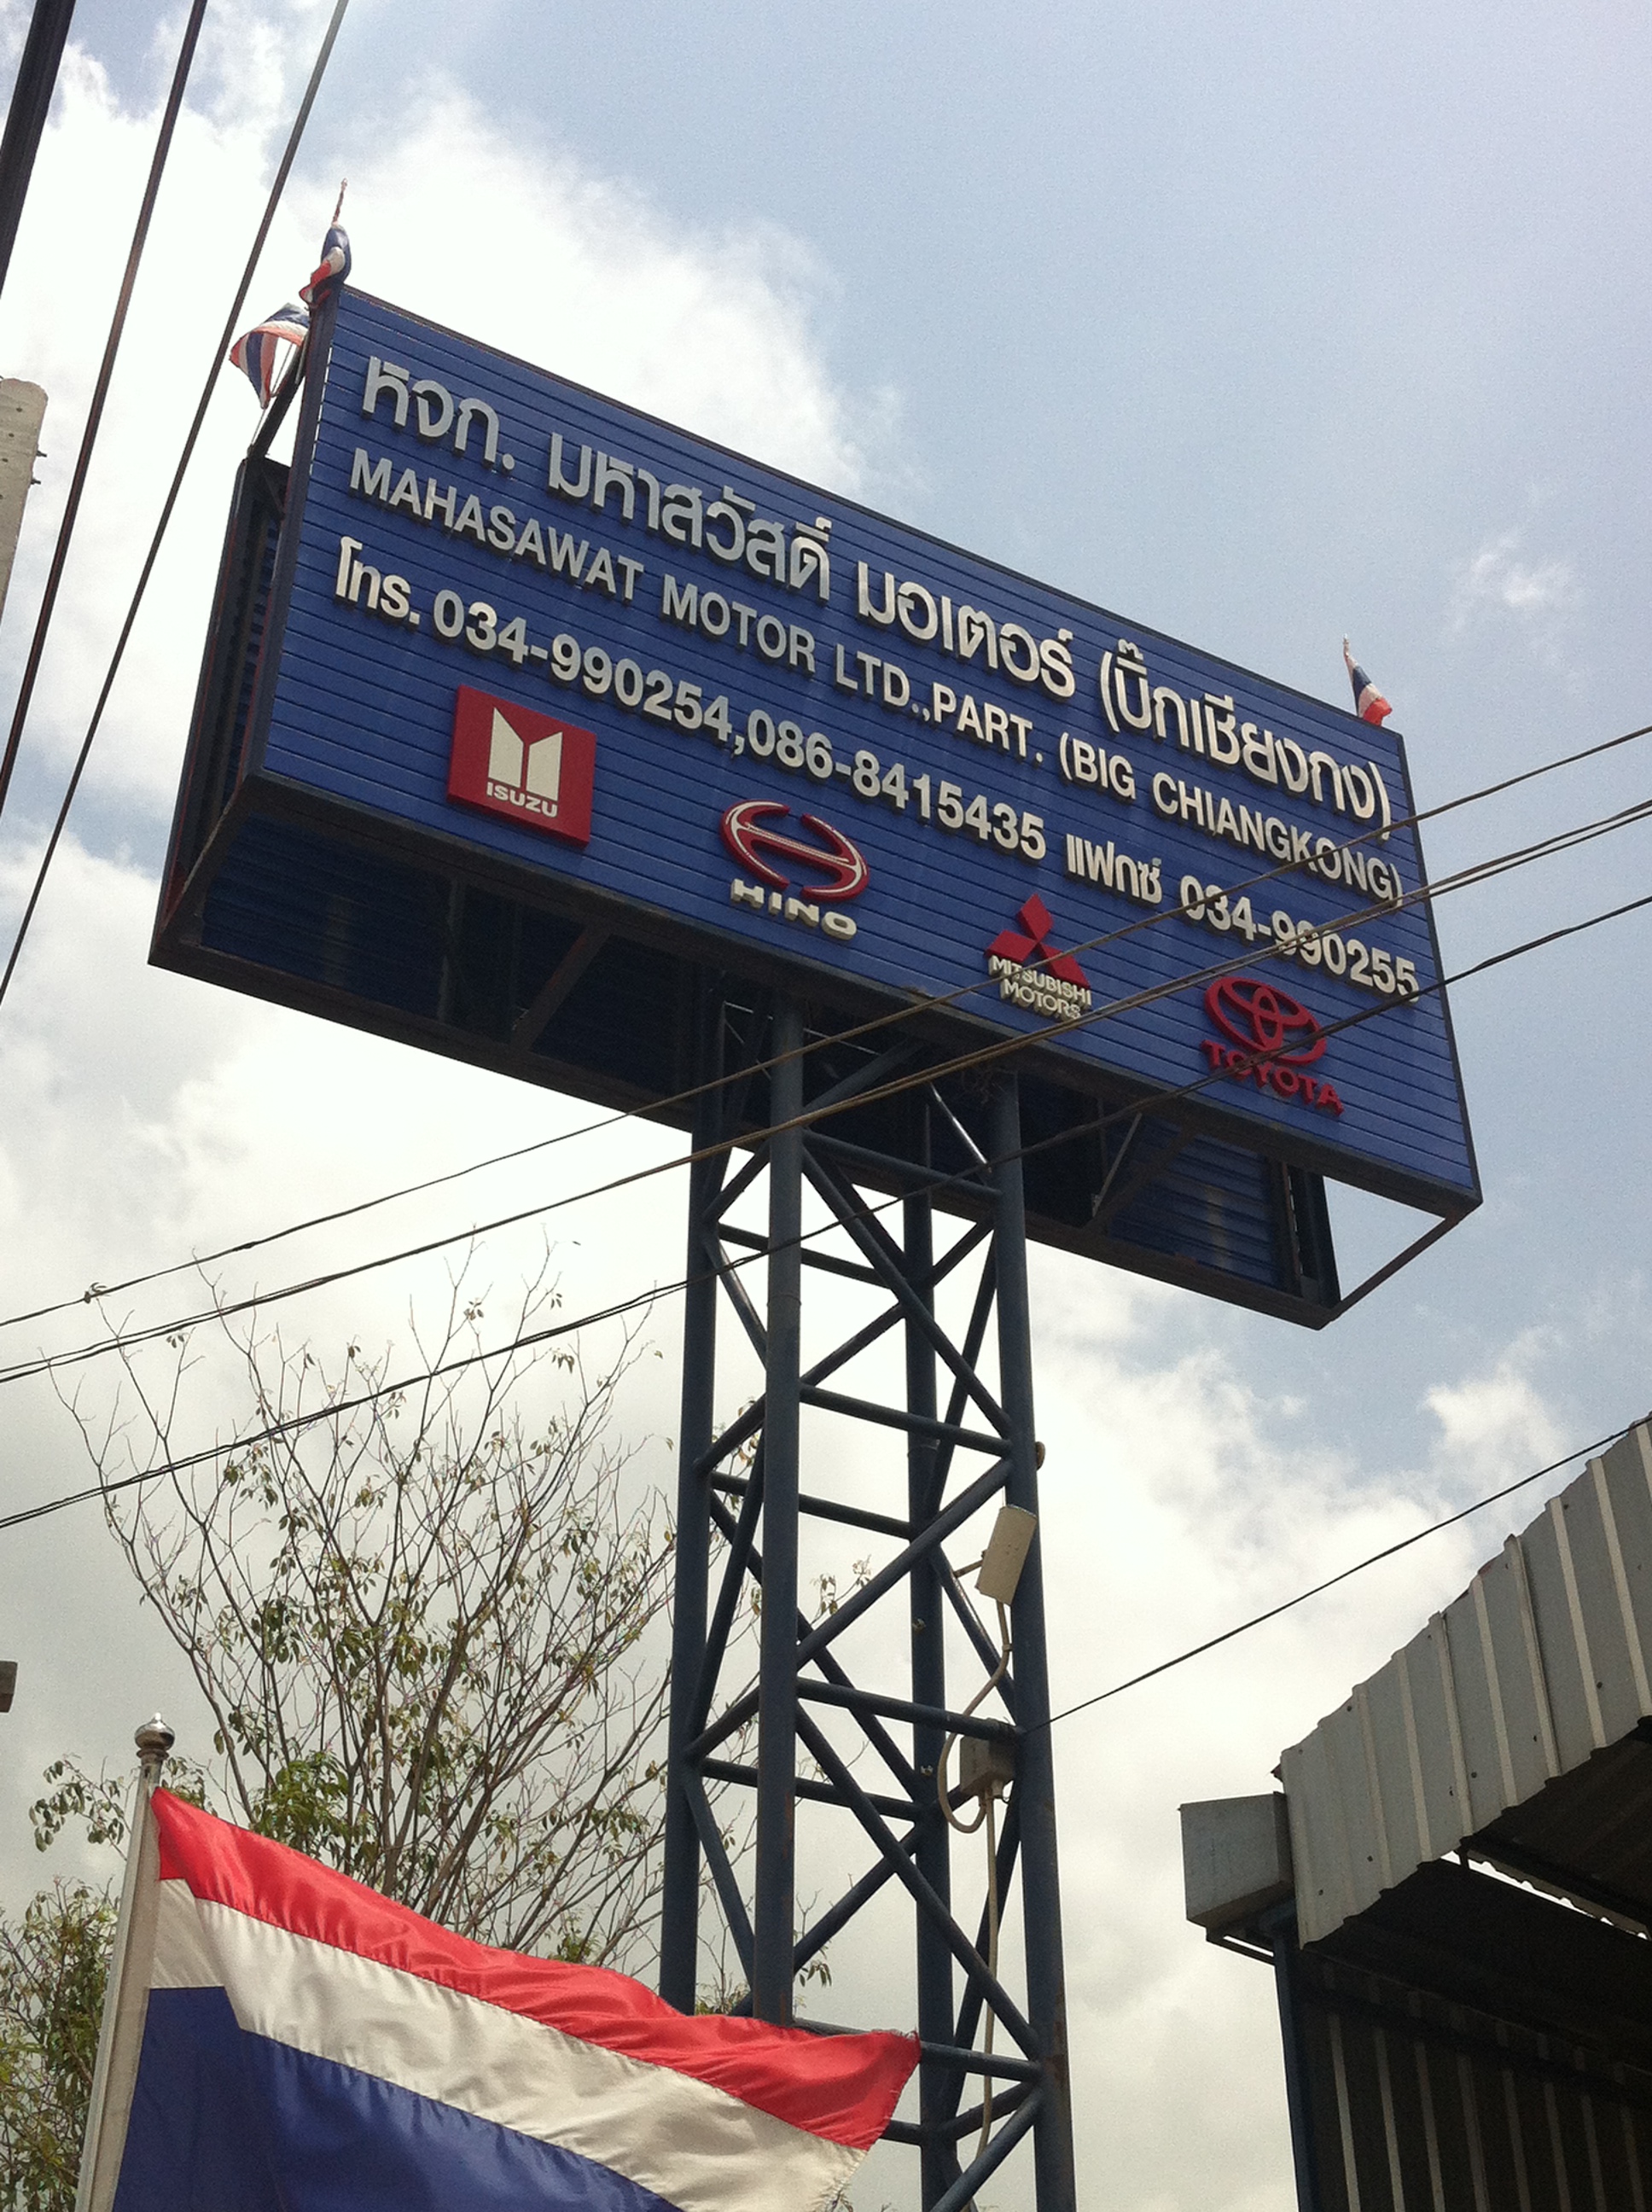 หจก. มหาสวัสดิ์ มอเตอร์ (บิ๊กเชียงกง)
MAHASAWAT MOTOR LTD.,PART. (BIG CHIANGKONG)
โทร. 034-990254,086-8415435 แฟกซ์ 034-990255
ISUZU
HINO
MITSUBISHI
MOTORS
TOYOTA